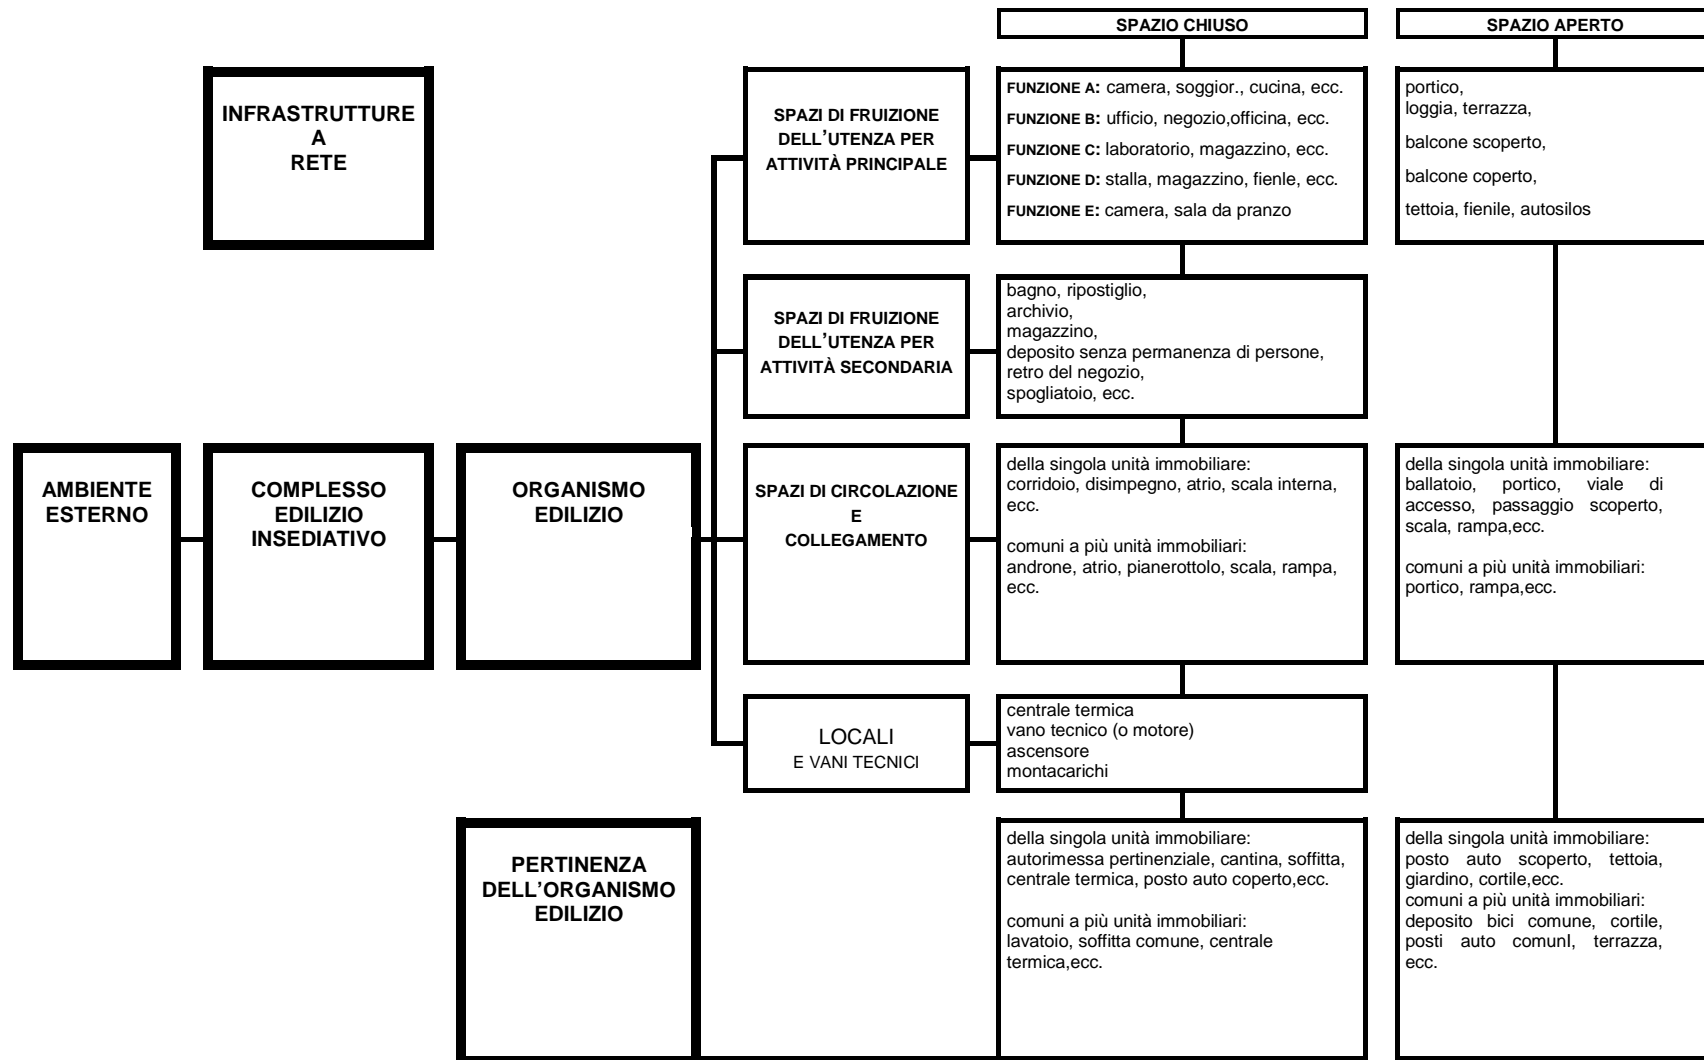 SPAZIO CHIUSO
SPAZIO APERTO
INFRASTRUTTURE
A
RETE
SPAZI DI FRUIZIONE
DELL'UTENZA PER
ATTIVITÀ PRINCIPALE
FUNZIONE A: camera, soggior., cucina, ecc.
FUNZIONE B: ufficio, negozio,officina, ecc.
FUNZIONE C: laboratorio, magazzino, ecc.
FUNZIONE D: stalla, magazzino, fienle, ecc.
FUNZIONE E: camera, sala da pranzo
portico,
loggia, terrazza,
balcone scoperto,
balcone coperto,
tettoia, fienile, autosilos
SPAZI DI FRUIZIONE
DELL'UTENZA PER
ATTIVITÀ SECONDARIA
bagno, ripostiglio,
archivio,
magazzino,
deposito senza permanenza di persone,
retro del negozio,
spogliatoio, ecc.
AMBIENTE
ESTERNO
COMPLESSO
EDILIZIO
INSEDIATIVO
ORGANISMO
EDILIZIO
SPAZI DI CIRCOLAZIONE
E
COLLEGAMENTO
della singola unità immobiliare:
corridoio, disimpegno, atrio, scala interna,
ecc.
comuni a più unità immobiliari:
androne, atrio, pianerottolo, scala, rampa,
ecc.
della singola unità immobiliare:
ballatoio, portico, viale di
accesso, passaggio scoperto,
scala, rampa,ecc.
comuni a più unità immobiliari:
portico, rampa,ecc.
LOCALI
E VANI TECNICI
centrale termica
vano tecnico (o motore)
ascensore
montacarichi
PERTINENZA
DELL'ORGANISMO
EDILIZIO
della singola unità immobiliare:
autorimessa pertinenziale, cantina, soffitta,
centrale termica, posto auto coperto,ecc.
comuni a più unità immobiliari:
lavatoio, soffitta comune, centrale
termica,ecc.
della singola unità immobiliare:
posto auto scoperto, tettoia,
giardino, cortile,ecc.
comuni a più unità immobiliari:
deposito bici comune, cortile,
posti auto comunI, terrazza,
ecc.